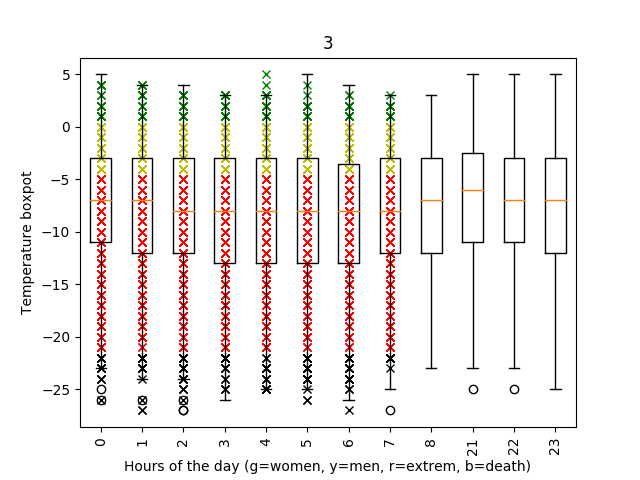 3
Temperature boxpot
5
0
−5
−10
−15
−20
−25
0 1 2 3 4 5 6 7 8 21 22 23
Hours of the day (g=women, y=men, r=extrem, b=death)